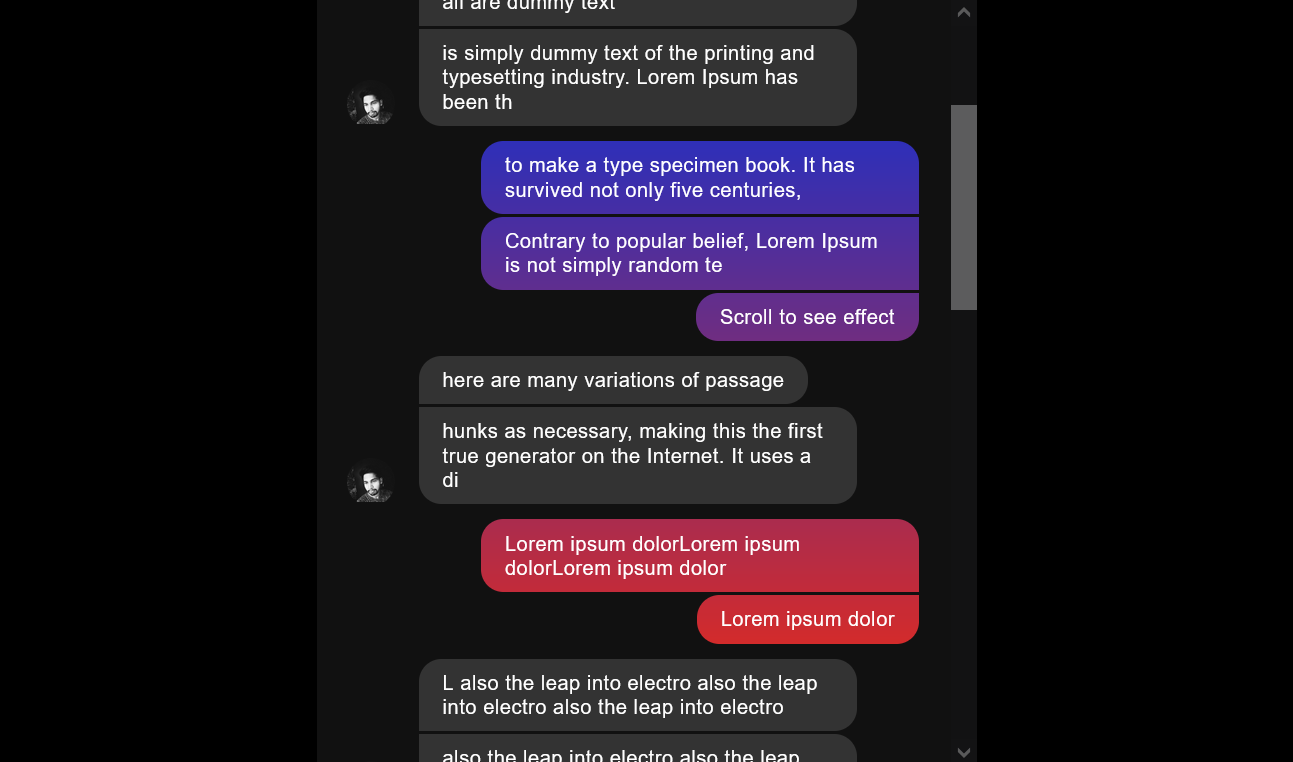 all are dummy text
is simply dummy text of the printing and
typesetting industry. Lorem Ipsum has
been th
to make a type specimen book. It has
survived not only five centuries,
Contrary to popular belief, Lorem Ipsum
is not simply random te
Scroll to see effect
here are many variations of passage
hunks as necessary, making this the first
true generator on the Internet. It uses a
di
Lorem ipsum dolorLorem ipsum
dolorLorem ipsum dolor
Lorem ipsum dolor
L also the leap into electro also the leap
into electro also the leap into electro
also the leap into electro also the leap